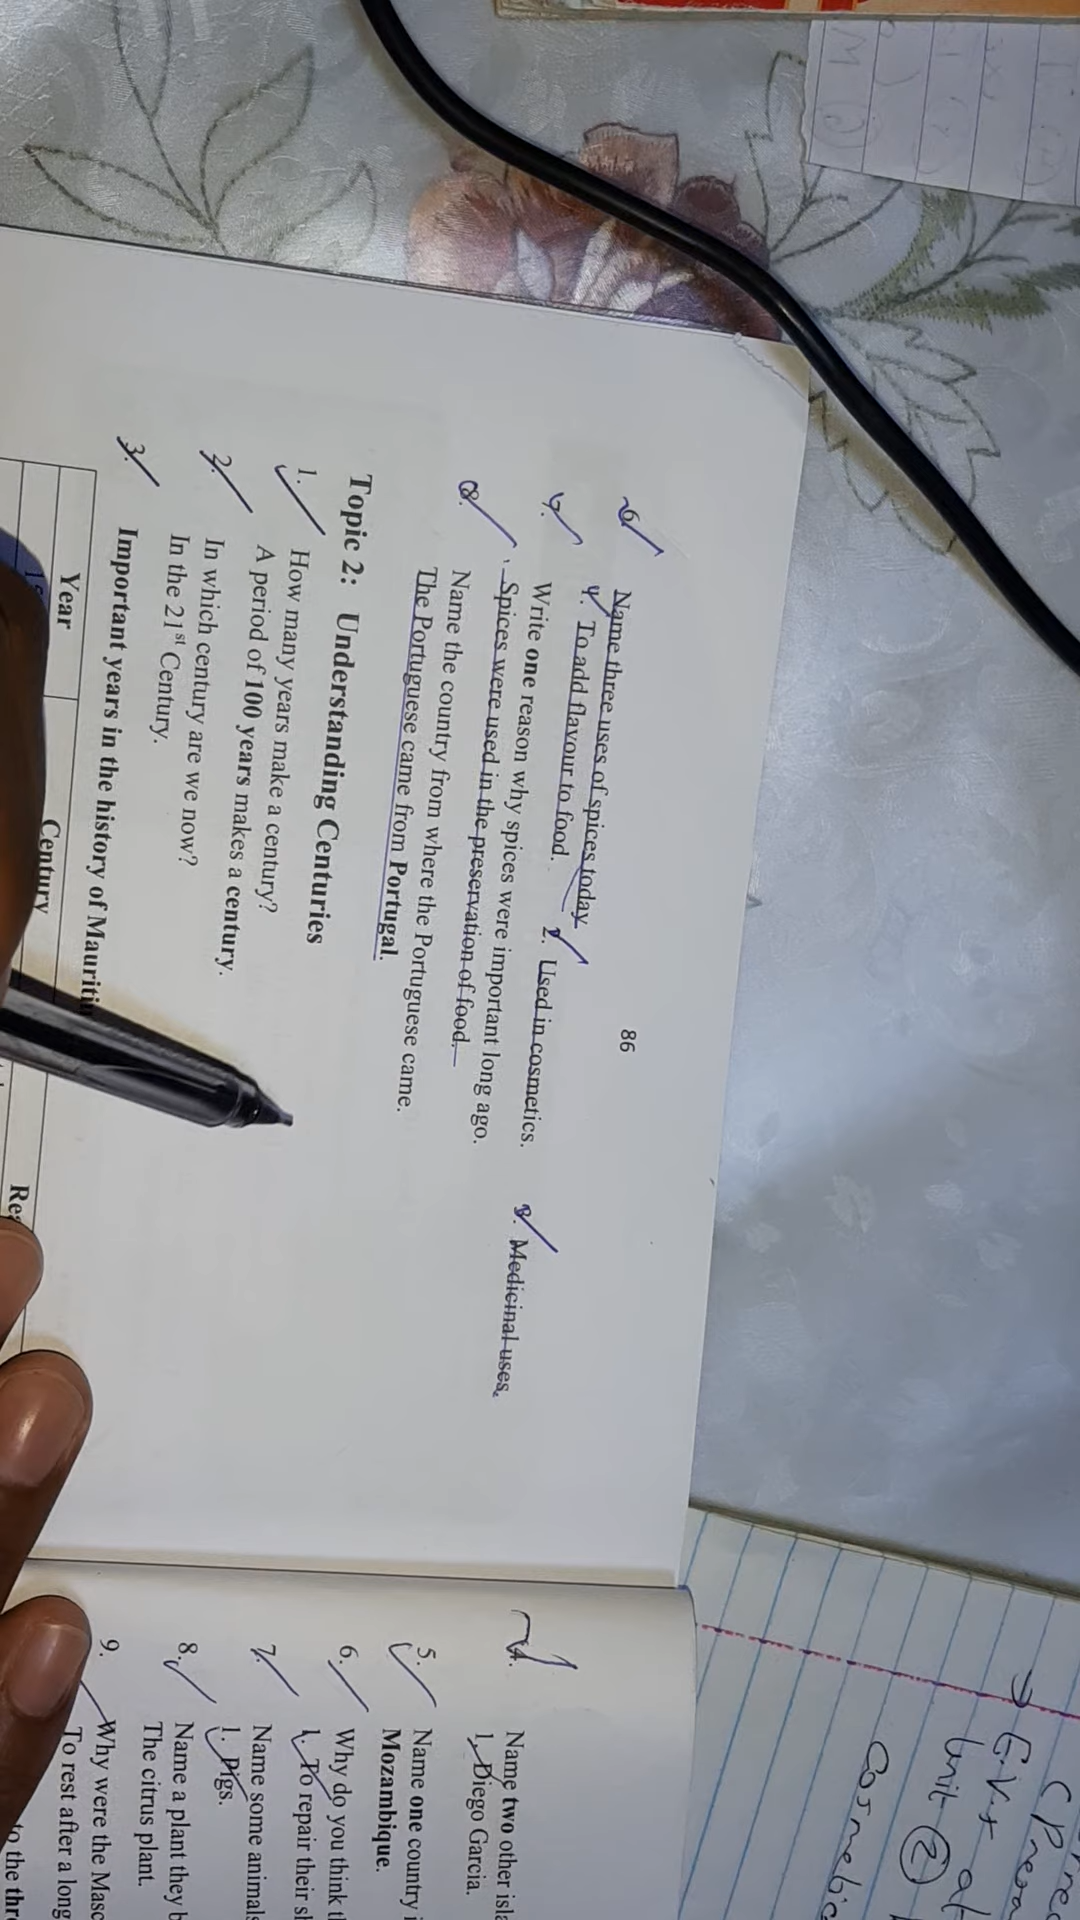 86
6. Name three uses of spices today.
1. To add flavour to food. 2. Used in cosmetics. 3. Medicinal uses.
7. Write one reason why spices were important long ago.
Spices were used in the preservation of food.
8. Name the country from where the Portuguese came.
The Portuguese came from Portugal.
Topic 2: Understanding Centuries
1. How many years make a century?
A period of 100 years makes a century.
2. In which century are we now?
In the 21st Century.
3. Important years in the history of
Year Century
Name two other
1. Diego Garcia.
5. Name one country
Mozambique.
6. Why do you think
1. To repair their
7. Name some animals
1. Pigs.
8. Name a plant they
The citrus plant.
9. Why were the
To rest after a long
to the
Unit 2